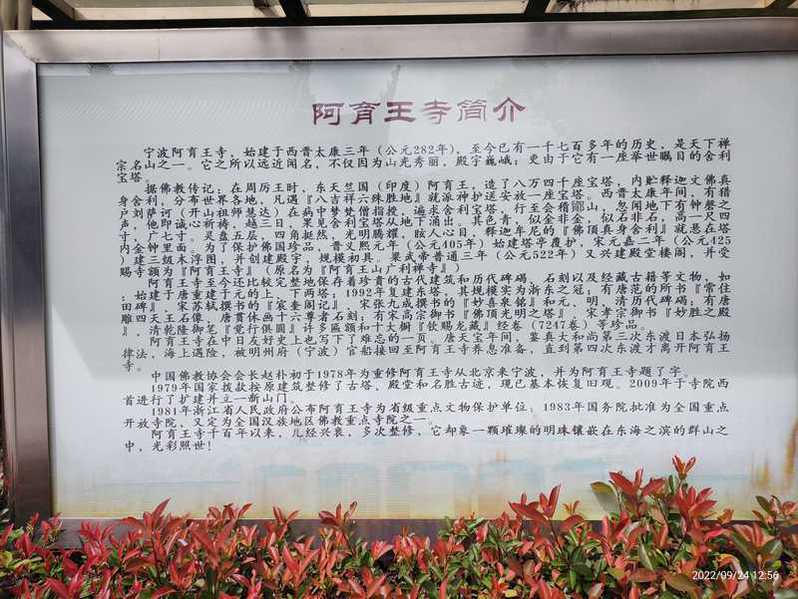 阿育王寺简介
宁波阿育王寺，始建于西晋太康三年（公元282年），至今已有一千七百多年的历史，是天下禅
宗名山之一。它之所以远近闻名，不仅因为山光秀丽，殿宇巍峨；更由于它有一座举世瞩目的舍利
宝塔。
据佛教传记：在周厉王时，东天竺国（印度）阿育王，造了八万四千座宝塔，内贮释迦文佛真
身舍利，分布世界各地，凡遇『八吉祥六殊胜地』就派神护送安放一座宝塔。西晋太康年间，有猎
户刘萨诃（开山祖师慧达）在病中梦梵僧指授，遍求舍利宝塔，行至会稽鄮山，忽闻地下有钟磬之
声，他即诚心祈祷，越三日，果见舍利宝塔从地下涌出，其色青，似金非金，似石非石，高一尺四
寸，广七寸。灵盘五层，四角挺然，光明腾耀，眩人心目，释迦牟尼的『佛顶真身舍利』就悬在塔
内金钟里面。为了保护佛国珍品，晋义熙元年（公元405年）始建塔亭覆护，宋元嘉二年（公元425
）建三级木浮图，并创建殿宇，规模初具。梁武帝普通三年（公元522年）又兴建殿堂楼阁，并受
赐寺额为『阿育王寺』（原名为『阿育王山广利禅寺』）
阿育王寺至今还比较完整地保存着珍贵的古代建筑和历代碑碣，石刻以及经藏古籍等文物，如
：始建于唐重建于元的上、下两塔；1992年复建东塔，其规模实为浙东之冠；有唐范的所书『常住
田碑』，宋苏轼撰书的『宸奎阁记』，宋张九成撰书的『妙喜泉铭』和元、明、清历代碑碣；有唐
雕四大天王石像，唐贯休画十六尊者石刻；有宋高宗御书『佛顶光明之塔』，宋孝宗御书『妙胜之殿
』，清乾隆御笔『觉行俱圆』许多匾额和十大橱『钦赐龙藏』经卷（7247卷）等珍品。
阿育王寺在中日友好史上也写下了难忘的一页。唐天宝年间，鉴真大和尚第三次东渡日本弘扬
律法，海上遇险，被明州府（宁波）官船接回至阿育王寺养息准备，直到第四次东渡才离开阿育王
寺。
中国佛教协会会长赵朴初于1978年为重修阿育王寺从北京来宁波，并为阿育王寺题了字。
1979年国家拨款按原建筑整修了古塔、殿堂和名胜古迹，现已基本恢复旧观。2009年于寺院西
首进行了扩建并立一新山门。
1981年浙江省人民政府公布阿育王寺为省级重点文物保护单位，1983年国务院批准为全国重点
开放寺院，又定为全国汉族地区佛教重点寺院之一。
阿育王寺千百年以来，几经兴衰，多次整修，它却象一颗璀璨的明珠镶嵌在东海之滨的群山之
中，光彩照世！
2022/09/24 12:56